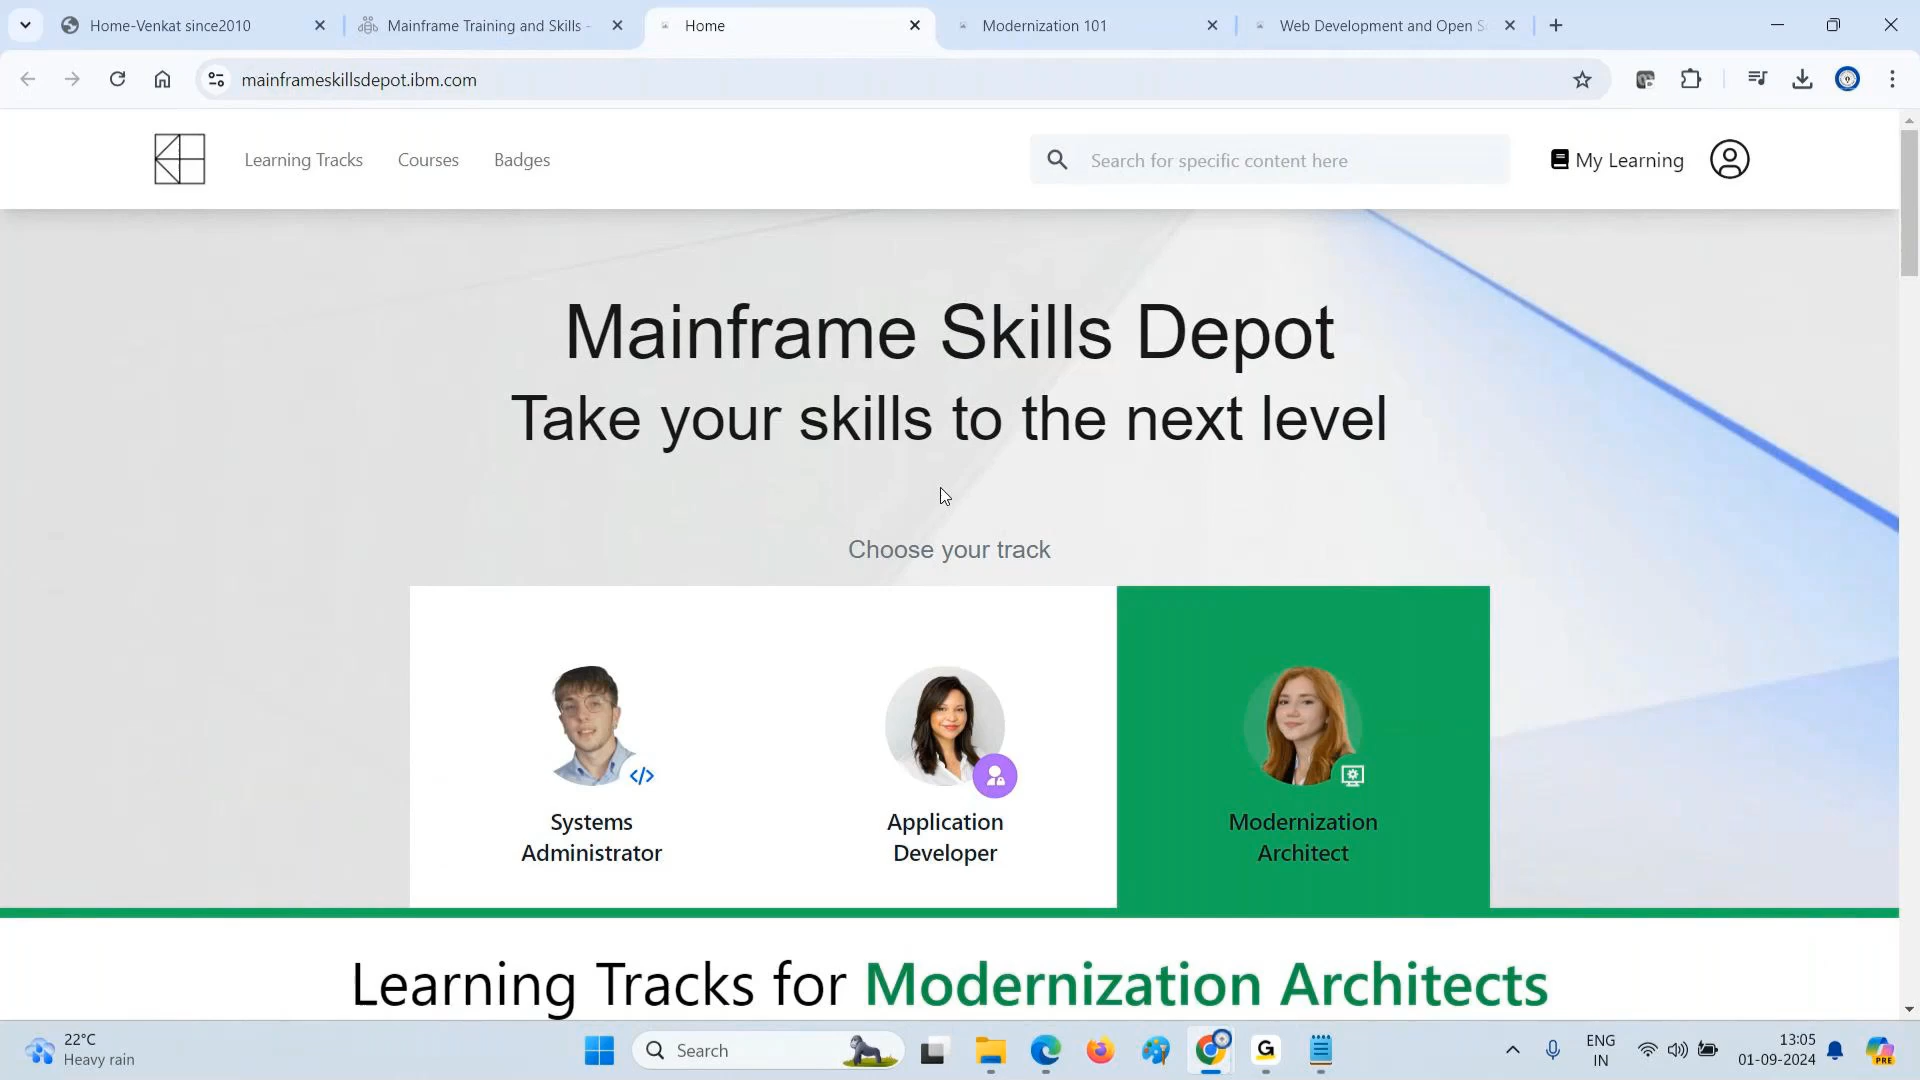 Home-Venkat since2010
Mainframe Training and Skills -
Home
Modernization 101
Web Development and Open S
mainframeskillsdepot.ibm.com
Learning Tracks
Courses
Badges
Search for specific content here
My Learning
Mainframe Skills Depot
Take your skills to the next level
Choose your track
Systems
Administrator
Application
Developer
Modernization
Architect
Learning Tracks for Modernization Architects
22°C
Heavy rain
Search
ENG
IN
13:05
01-09-2024
PRE